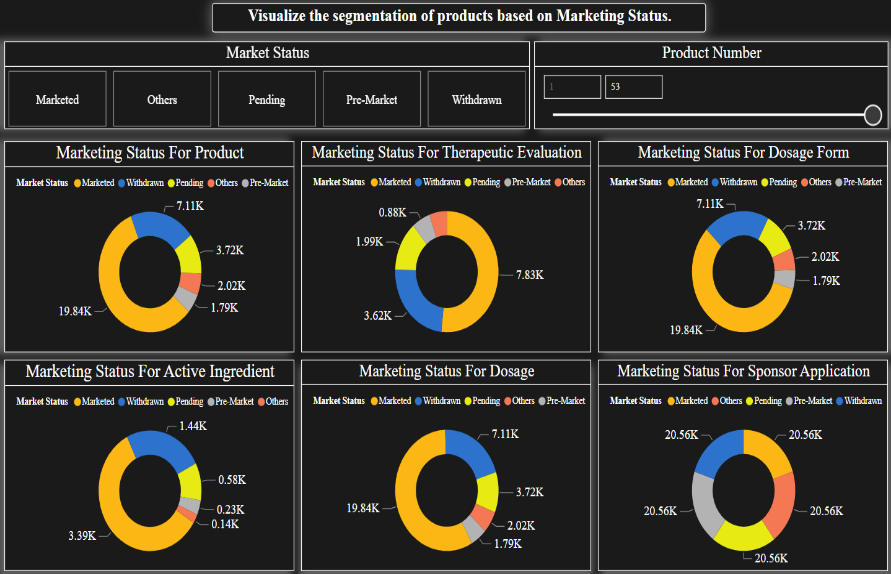 Visualize the segmentation of products based on Marketing Status.
Market Status
Marketed
Others
Pending
Pre-Market
Withdrawn
Product Number
1
53
Marketing Status For Product
Market Status Marketed Withdrawn Pending Others Pre-Market
7.11K
3.72K
2.02K
1.79K
19.84K
Marketing Status For Therapeutic Evaluation
Market Status Marketed Withdrawn Pending Pre-Market Others
0.88K
1.99K
7.83K
3.62K
Marketing Status For Dosage Form
Market Status Marketed Withdrawn Pending Others Pre-Market
7.11K
3.72K
2.02K
1.79K
19.84K
Marketing Status For Active Ingredient
Market Status Marketed Withdrawn Pending Pre-Market Others
1.44K
0.58K
0.23K
0.14K
3.39K
Marketing Status For Dosage
Market Status Marketed Withdrawn Pending Others Pre-Market
7.11K
3.72K
19.84K
2.02K
1.79K
Marketing Status For Sponsor Application
Market Status Marketed Others Pending Pre-Market Withdrawn
20.56K
20.56K
20.56K
20.56K
20.56K